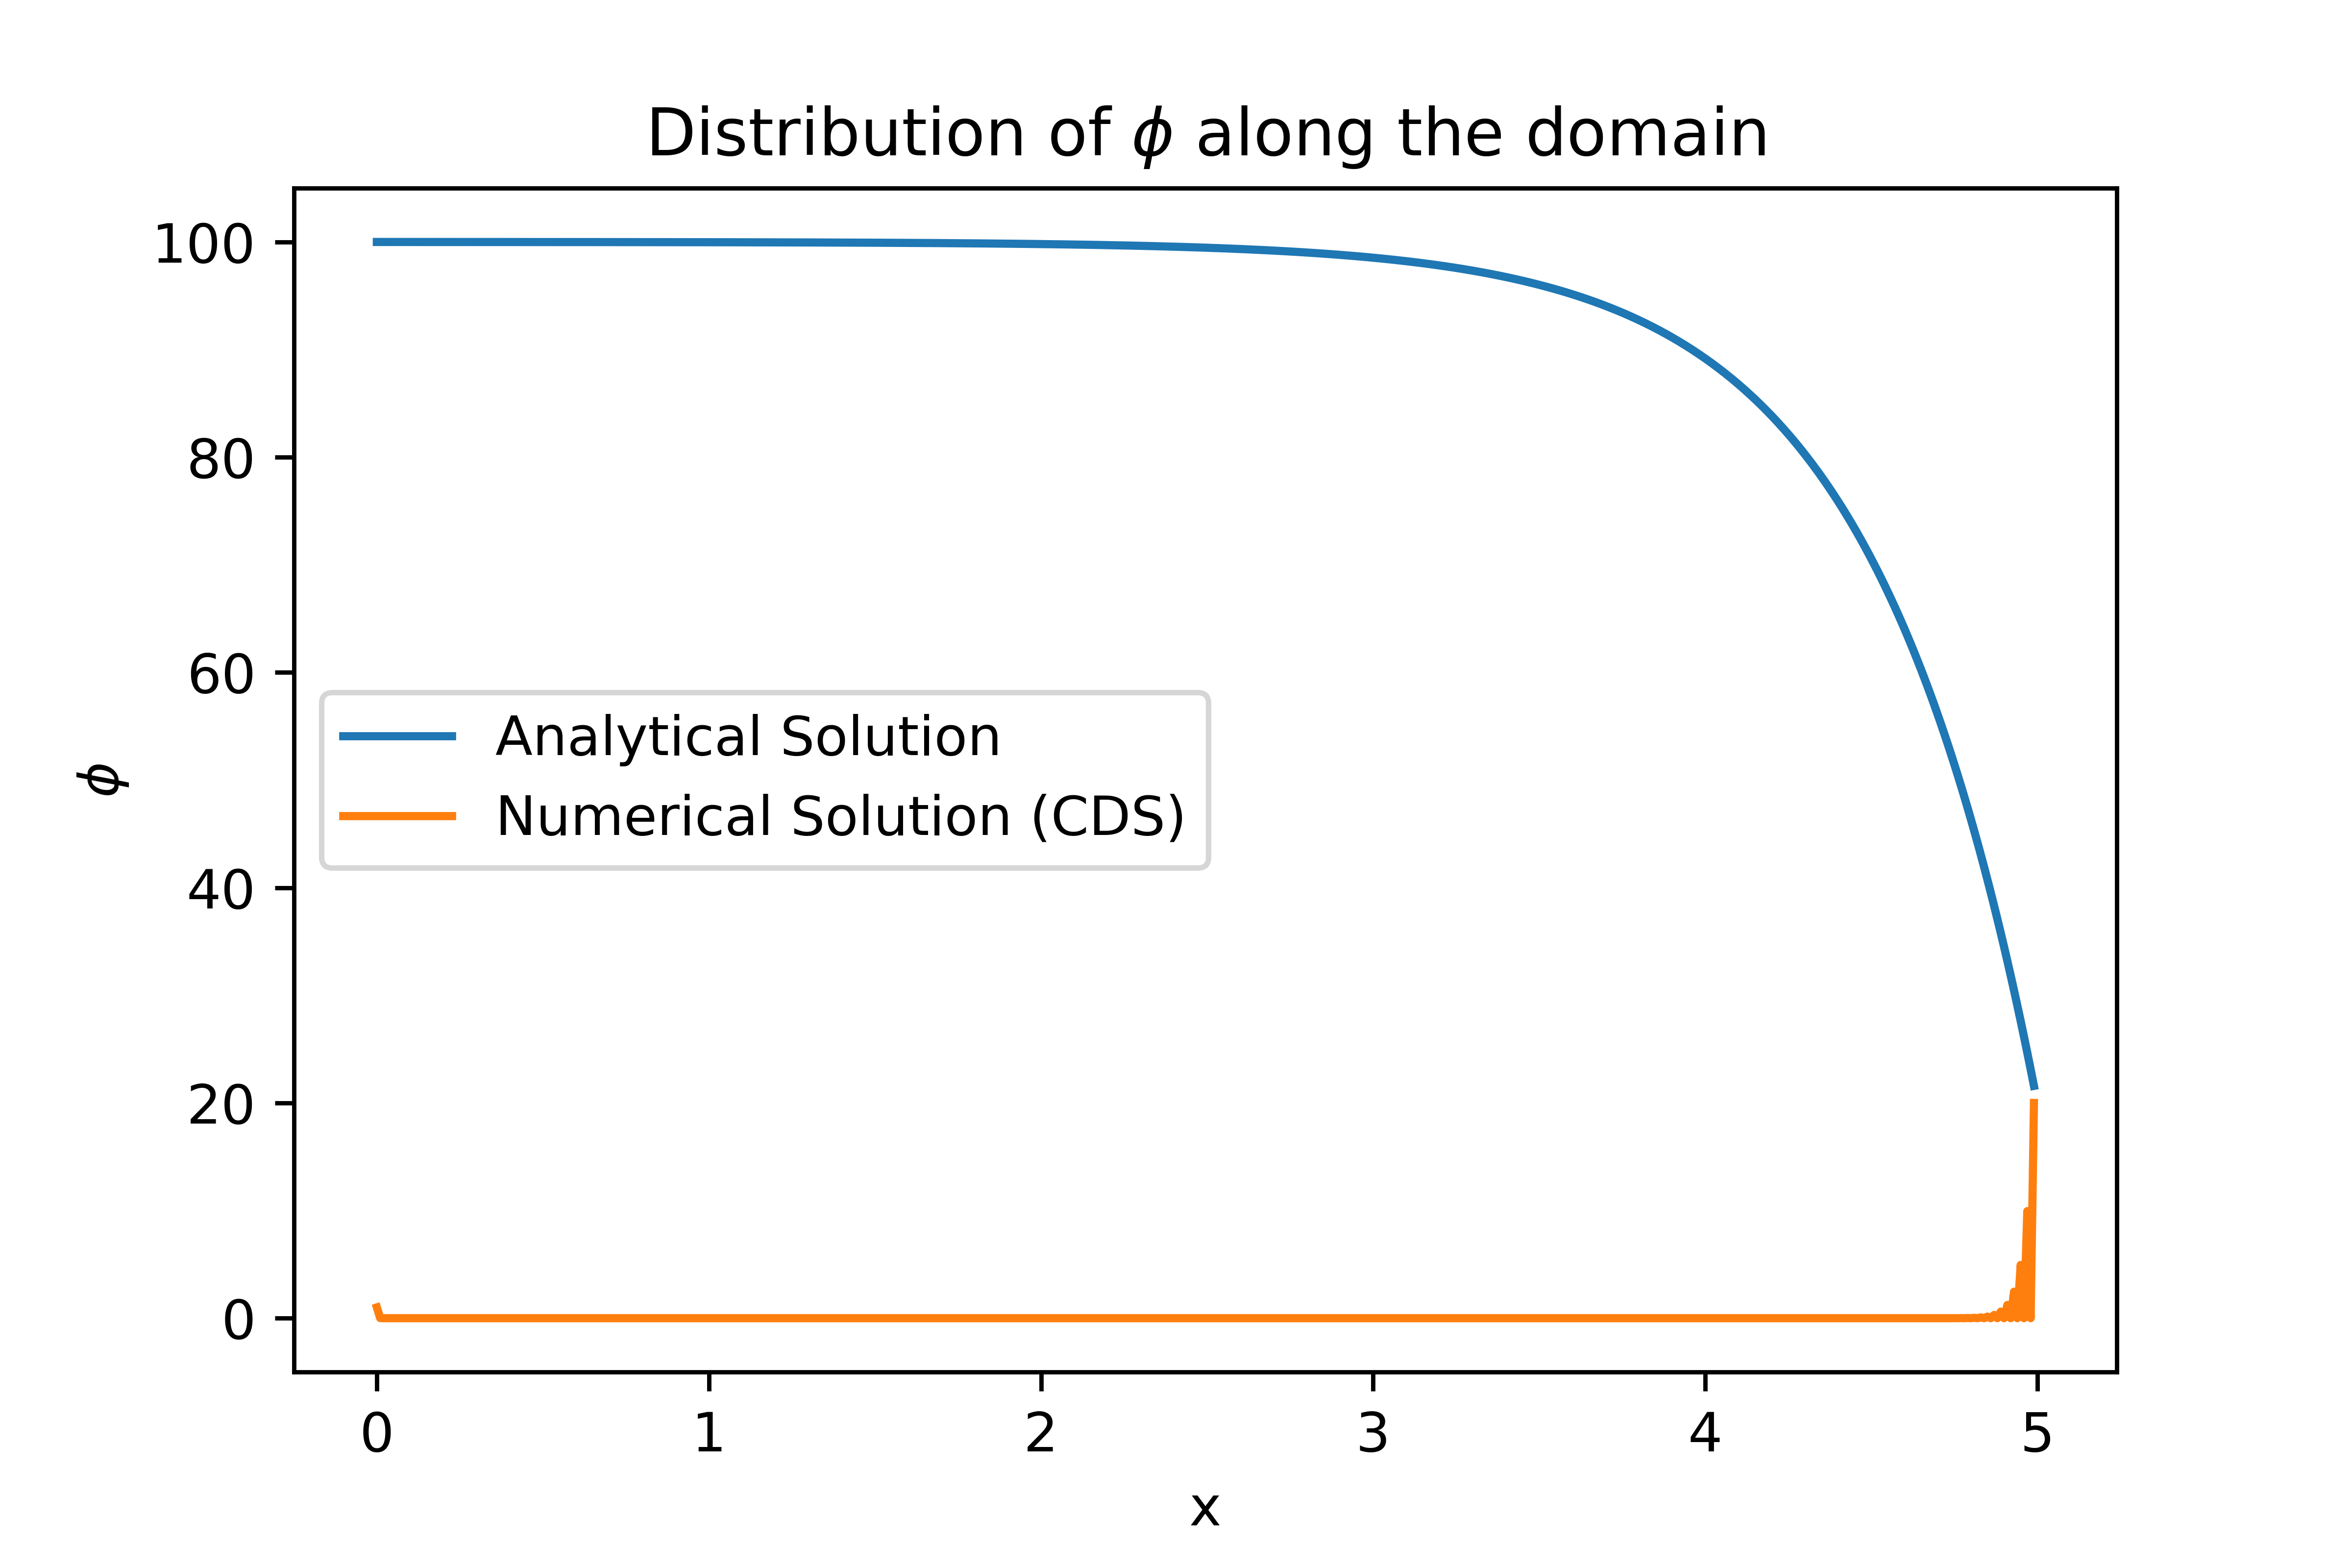 Distribution of ϕ along the domain
100
80
60
40
20
0
ϕ
Analytical Solution
Numerical Solution (CDS)
0 1 2 3 4 5
x